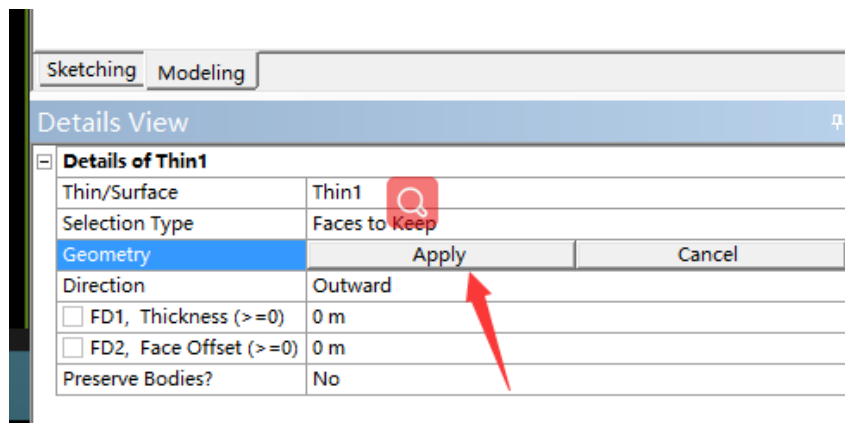 Sketching Modeling
Details View
Details of Thin1
Thin/Surface Thin1
Selection Type Faces to Keep
Geometry Apply Cancel
Direction Outward
FD1, Thickness (>=0) 0 m
FD2, Face Offset (>=0) 0 m
Preserve Bodies? No